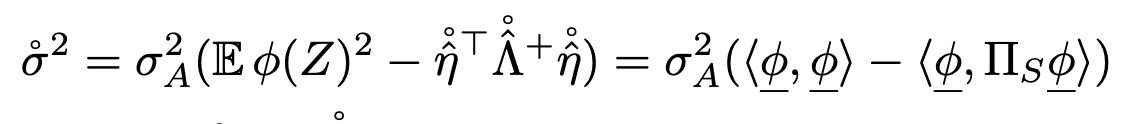 σ̊² = σ_A²(𝔼 ϕ(Z)² − η̂̊^⊤ Λ̂̊^+ η̂̊) = σ_A²(⟨ϕ̲, ϕ̲⟩ − ⟨ϕ̲, Π_S ϕ̲⟩)